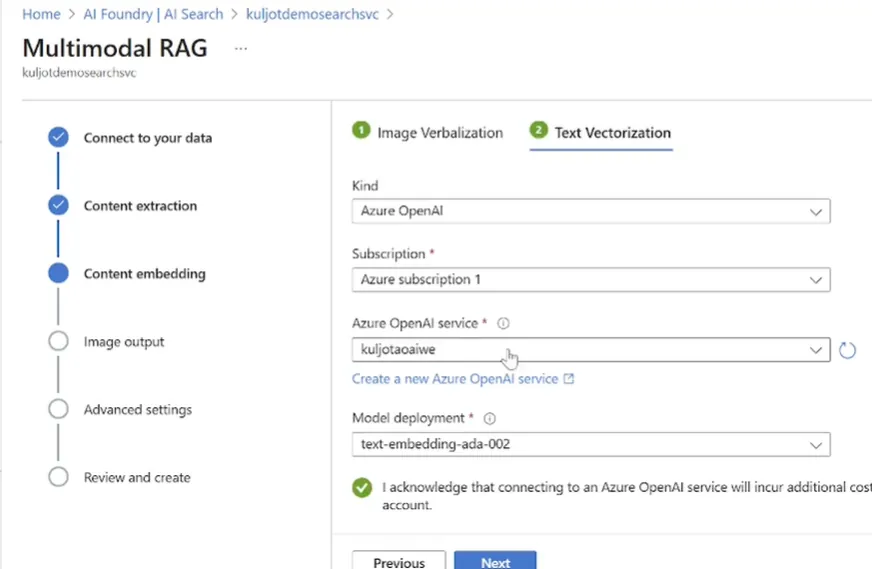 Home > AI Foundry | AI Search > kuljotdemosearchsvc >
Multimodal RAG ...
kuljotdemosearchsvc
Connect to your data
Content extraction
Content embedding
Image output
Advanced settings
Review and create
1 Image Verbalization
2 Text Vectorization
Kind
Azure OpenAI
Subscription *
Azure subscription 1
Azure OpenAI service *
kuljotaoaiwe
Create a new Azure OpenAI service
Model deployment *
text-embedding-ada-002
I acknowledge that connecting to an Azure OpenAI service will incur additional cost
account.
Previous
Next